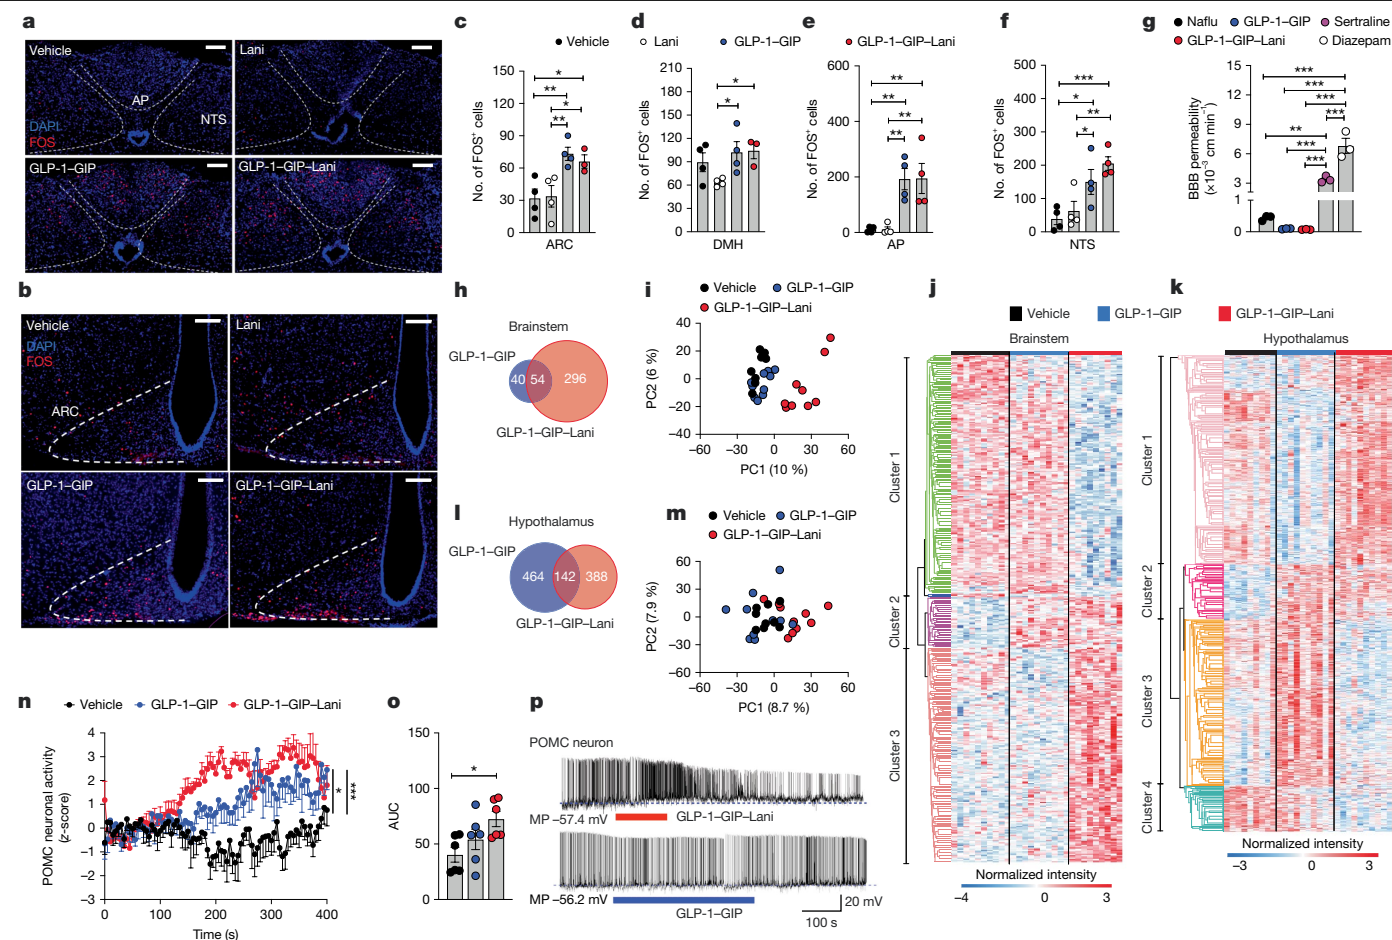 a
Vehicle
Lani
AP
NTS
DAPI
FOS
GLP-1–GIP
GLP-1–GIP–Lani
b
Vehicle
Lani
DAPI
FOS
ARC
GLP-1–GIP
GLP-1–GIP–Lani
c
d
e
f
Vehicle
Lani
GLP-1–GIP
GLP-1–GIP–Lani
No. of FOS+ cells
150
120
90
60
30
0
*
**
*
**
ARC
No. of FOS+ cells
210
180
150
120
90
60
30
0
*
*
DMH
No. of FOS+ cells
600
400
200
0
**
**
**
**
AP
No. of FOS+ cells
500
400
300
200
100
0
***
*
**
*
NTS
g
Naflu
GLP-1–GIP
Sertraline
GLP-1–GIP–Lani
Diazepam
BBB permeability
(×10−3 cm min−1)
15
12
9
6
3
1
0
***
***
***
***
**
***
***
h
Brainstem
GLP-1–GIP
40
54
296
GLP-1–GIP–Lani
i
Vehicle
GLP-1–GIP
GLP-1–GIP–Lani
PC2 (6 %)
40
20
0
−20
−40
−60
−30
0
30
60
PC1 (10 %)
j
Vehicle
GLP-1–GIP
GLP-1–GIP–Lani
Brainstem
Cluster 1
Cluster 2
Cluster 3
Normalized intensity
−4
0
3
k
Hypothalamus
Cluster 1
Cluster 2
Cluster 3
Cluster 4
Normalized intensity
−3
0
3
l
Hypothalamus
GLP-1–GIP
464
142
388
GLP-1–GIP–Lani
m
Vehicle
GLP-1–GIP
GLP-1–GIP–Lani
PC2 (7.9 %)
60
30
0
−30
−60
−60
−30
0
30
60
PC1 (8.7 %)
n
Vehicle
GLP-1–GIP
GLP-1–GIP–Lani
POMC neuronal activity
(z-score)
4
3
2
1
0
−1
−2
−3
0
100
200
300
400
Time (s)
*
***
o
AUC
150
100
50
0
*
p
POMC neuron
MP −57.4 mV
GLP-1–GIP–Lani
MP −56.2 mV
GLP-1–GIP
20 mV
100 s